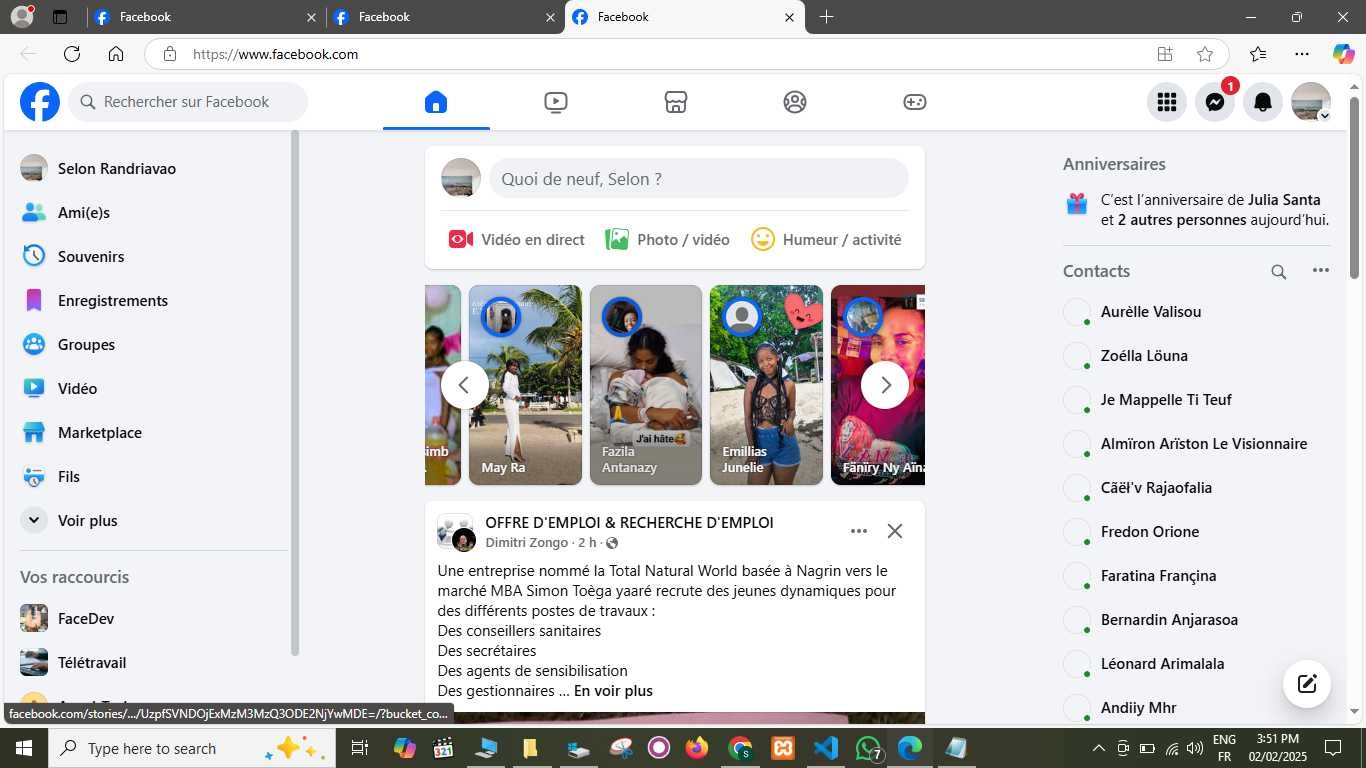 Facebook
Facebook
Facebook
https://www.facebook.com
Rechercher sur Facebook
1
Selon Randriavao
Ami(e)s
Souvenirs
Enregistrements
Groupes
Vidéo
Marketplace
Fils
Voir plus
Vos raccourcis
FaceDev
Télétravail
facebook.com/stories/.../UzpfSVNDOjExMzM3MzQ3ODE2NjYwMDE=/?bucket_co...
Quoi de neuf, Selon ?
Vidéo en direct
Photo / vidéo
Humeur / activité
May Ra
J'ai hâte
Fazila
Antanazy
Emillias
Junelie
Fänïry Ny Aïna
OFFRE D'EMPLOI & RECHERCHE D'EMPLOI
Dimitri Zongo · 2 h ·
Une entreprise nommé la Total Natural World basée à Nagrin vers le
marché MBA Simon Toèga yaaré recrute des jeunes dynamiques pour
des différents postes de travaux :
Des conseillers sanitaires
Des secrétaires
Des agents de sensibilisation
Des gestionnaires ... En voir plus
Anniversaires
C'est l'anniversaire de Julia Santa
et 2 autres personnes aujourd'hui.
Contacts
Aurèlle Valisou
Zoélla Löuna
Je Mappelle Ti Teuf
Almïron Arïston Le Visionnaire
Cãëł'v Rajaofalia
Fredon Orione
Faratina Françina
Bernardin Anjarasoa
Léonard Arimalala
Andiiy Mhr
Type here to search
321
7
ENG
FR
3:51 PM
02/02/2025